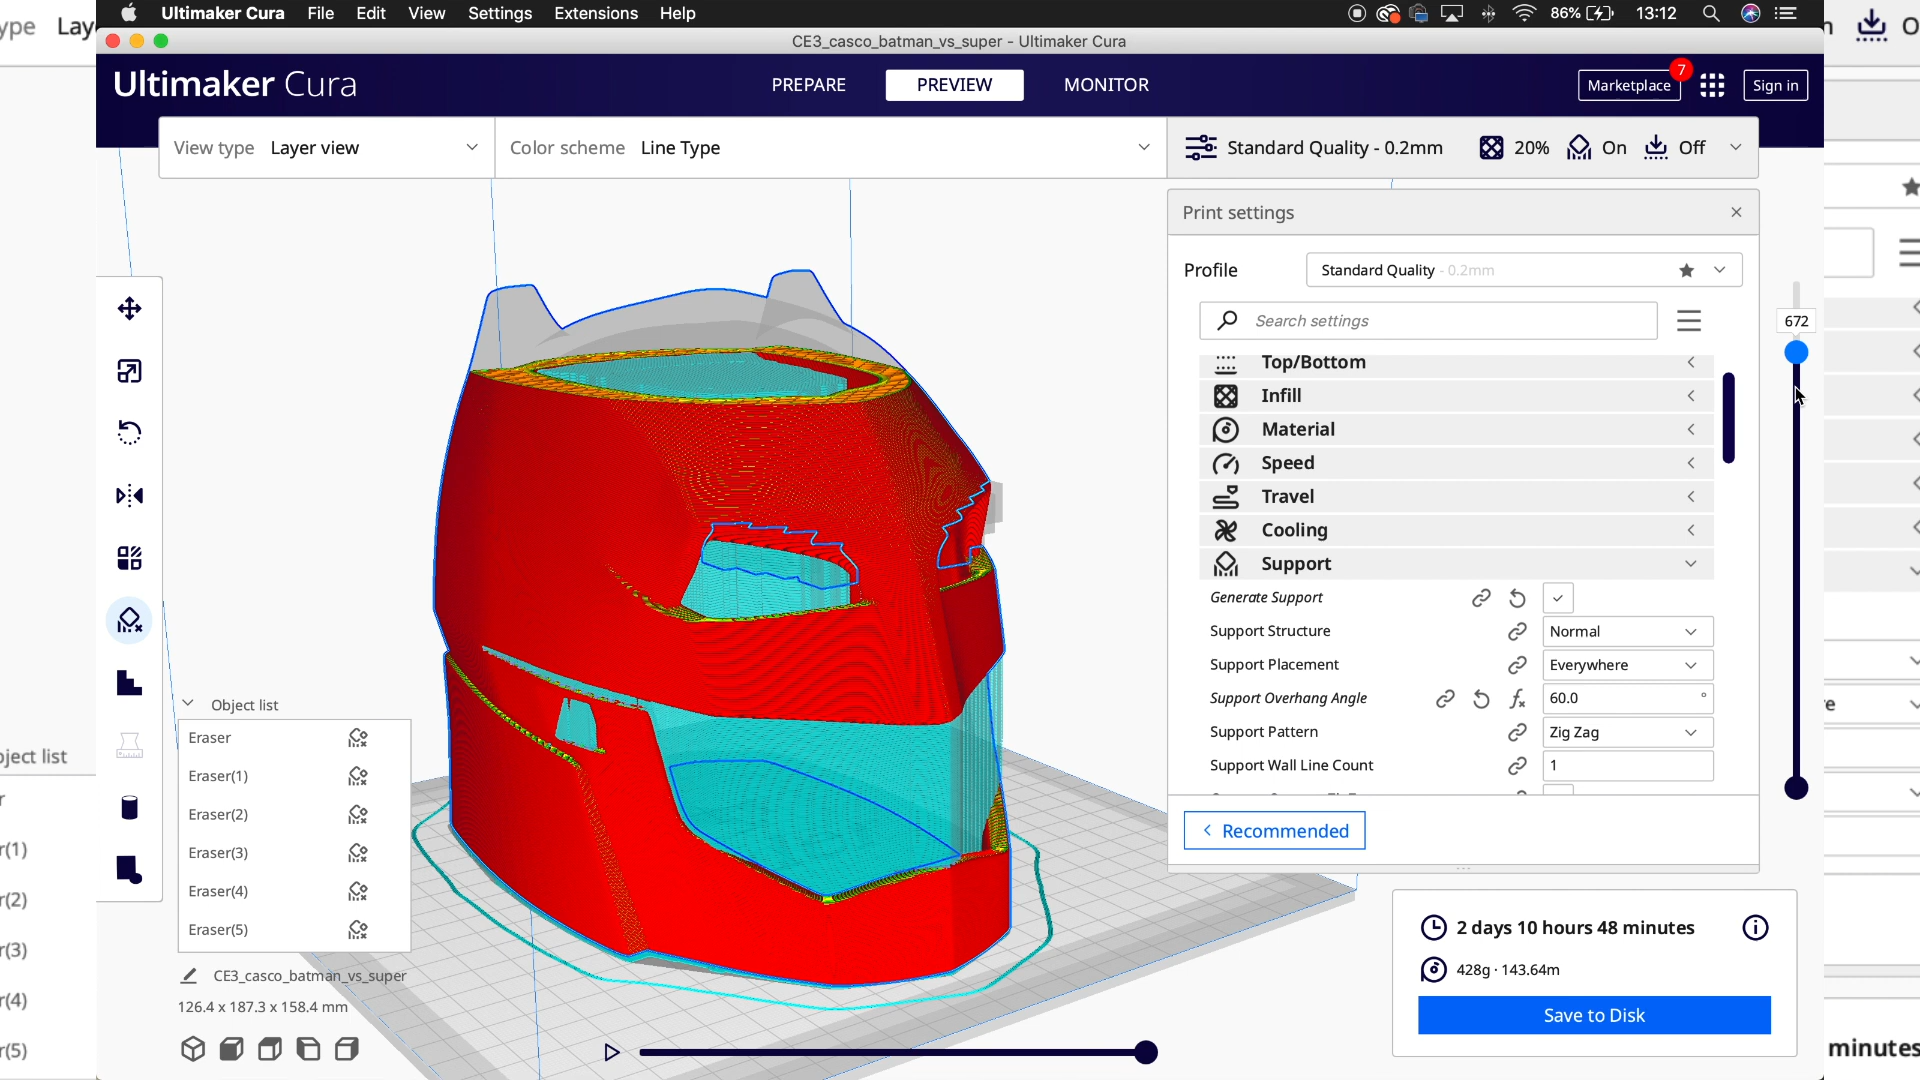 Ultimaker Cura File Edit View Settings Extensions Help 86% 13:12
CE3_casco_batman_vs_super - Ultimaker Cura
Ultimaker Cura PREPARE PREVIEW MONITOR Marketplace 7 Sign in
View type Layer view Color scheme Line Type Standard Quality - 0.2mm 20% On Off
Print settings
Profile Standard Quality - 0.2mm
Search settings
672
Top/Bottom
Infill
Material
Speed
Travel
Cooling
Support
Generate Support
Support Structure Normal
Support Placement Everywhere
Support Overhang Angle fx 60.0 °
Support Pattern Zig Zag
Support Wall Line Count 1
Recommended
Object list
Eraser
Eraser(1)
Eraser(2)
Eraser(3)
Eraser(4)
Eraser(5)
CE3_casco_batman_vs_super
126.4 x 187.3 x 158.4 mm
2 days 10 hours 48 minutes
428g · 143.64m
Save to Disk
ype Lay
ject list
r(1)
r(2)
r(3)
r(4)
r(5)
minutes